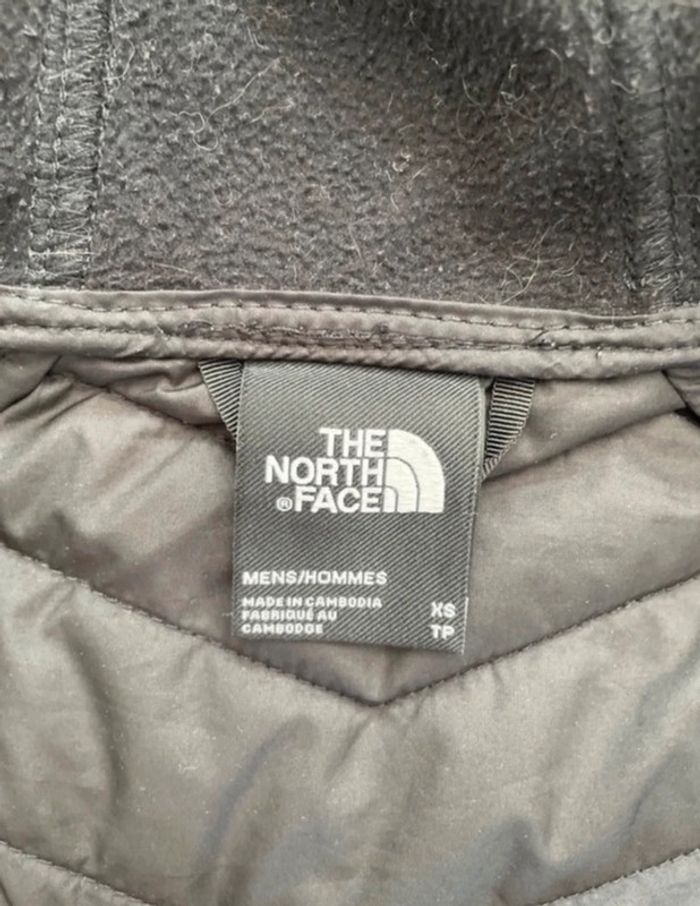 THE
NORTH
®FACE
MENS/HOMMES
MADE IN CAMBODIA
FABRIQUÉ AU
CAMBODGE
XS
TP